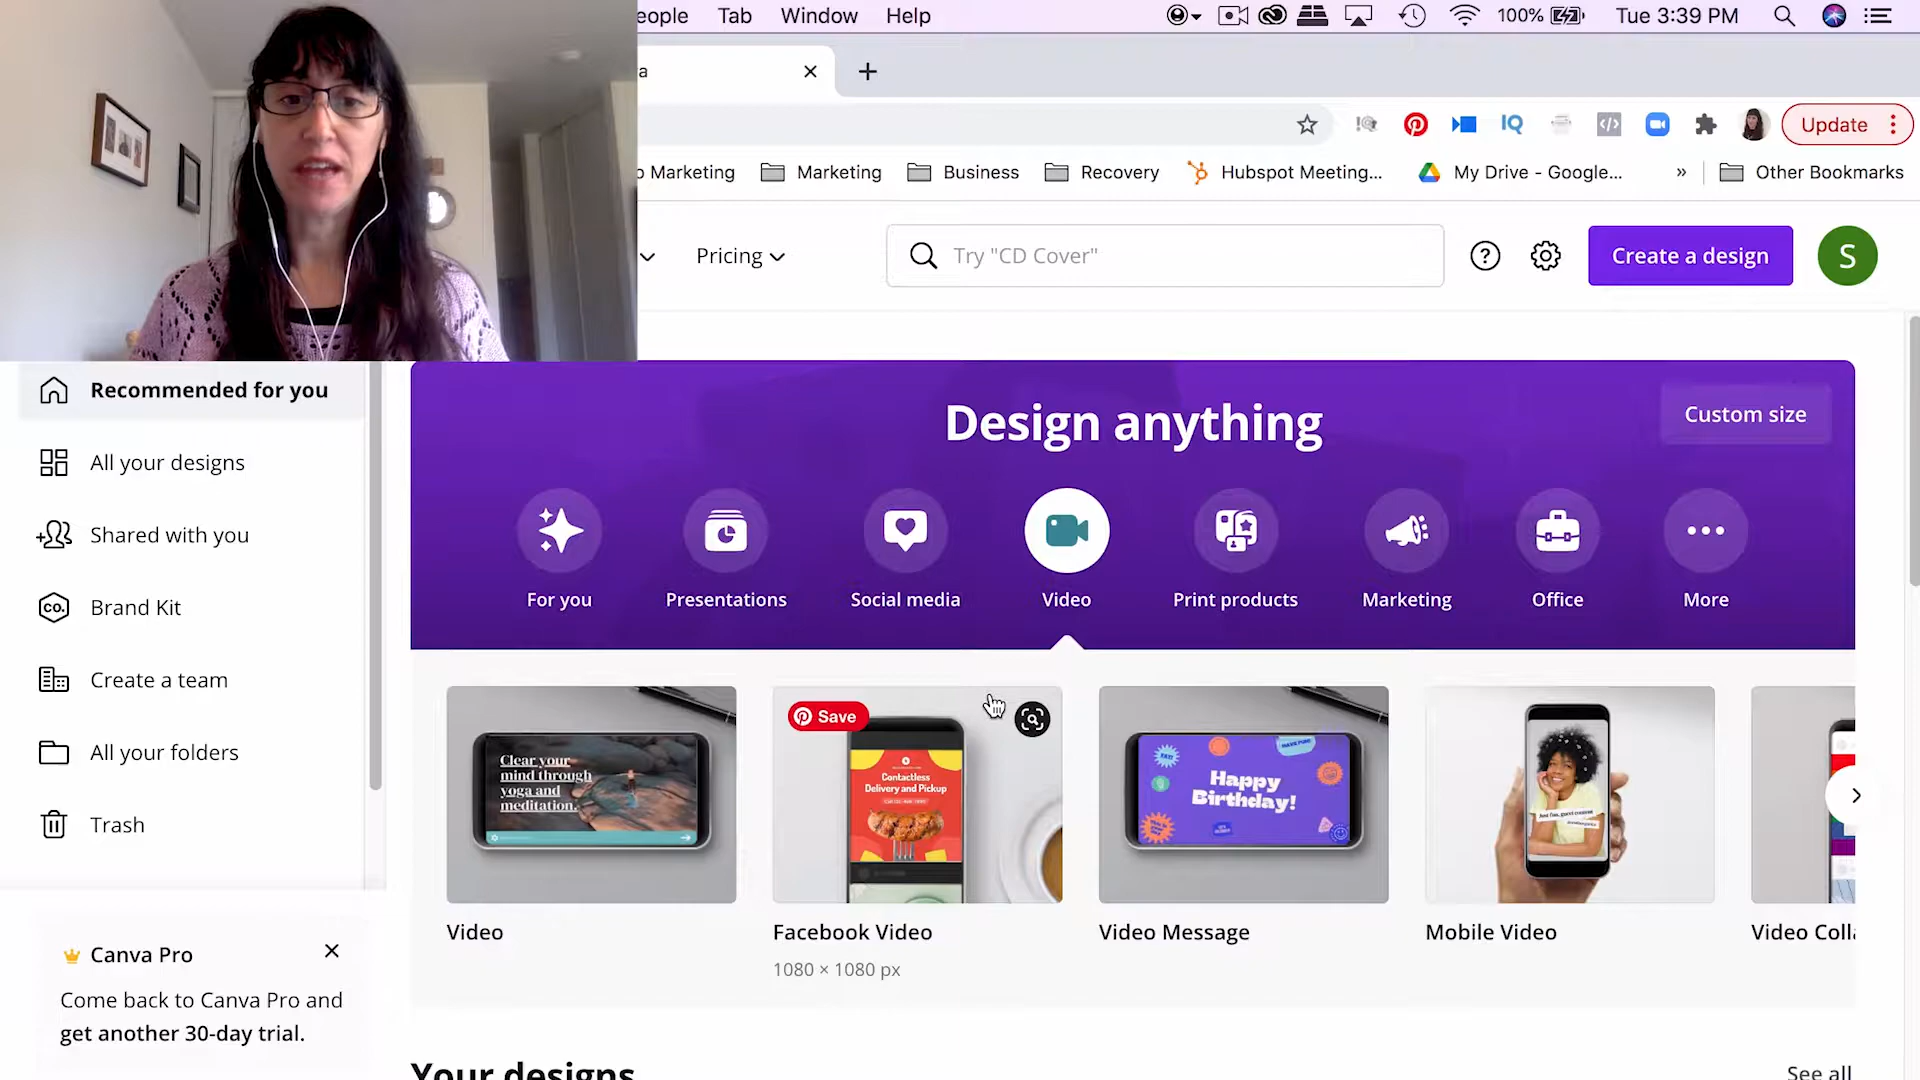 eople Tab Window Help 100% Tue 3:39 PM
a
IQ Update
o Marketing Marketing Business Recovery Hubspot Meeting... My Drive - Google... » Other Bookmarks
Pricing Try "CD Cover" ? Create a design S
Recommended for you
All your designs
Shared with you
co. Brand Kit
Create a team
All your folders
Trash
Canva Pro
Come back to Canva Pro and
get another 30-day trial.
Design anything
Custom size
For you Presentations Social media Video Print products Marketing Office More
Clear your
mind through
yoga and
meditation.
Save
Contactless
Delivery and Pickup
Happy
Birthday!
Video Facebook Video Video Message Mobile Video Video Colla
1080 × 1080 px
Your designs
See all